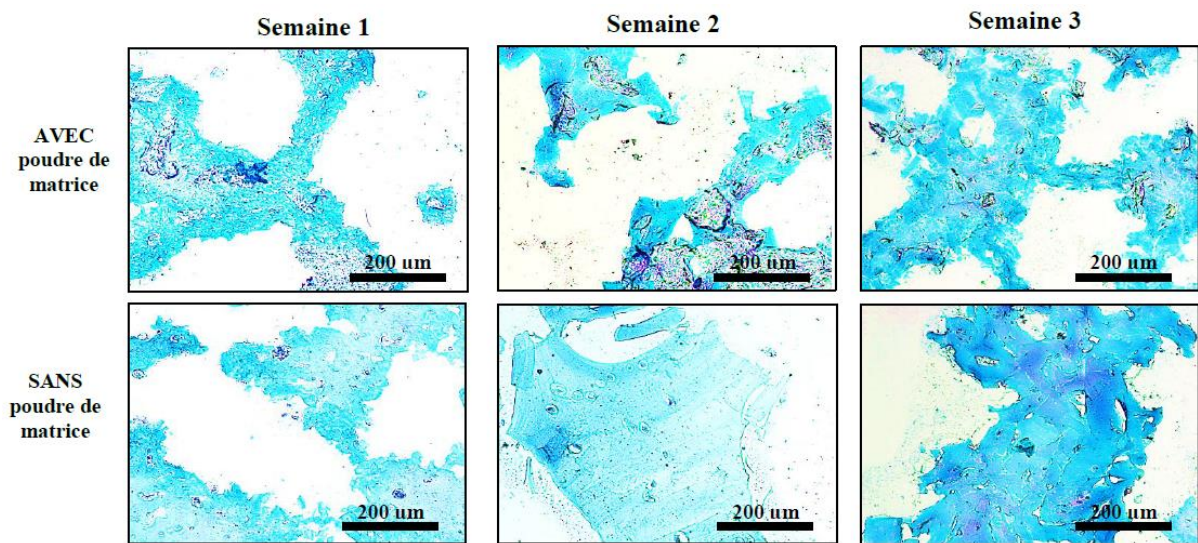 Semaine 1
Semaine 2
Semaine 3
AVEC
poudre de
matrice
200 um
200 um
200 um
SANS
poudre de
matrice
200 um
200 um
200 um